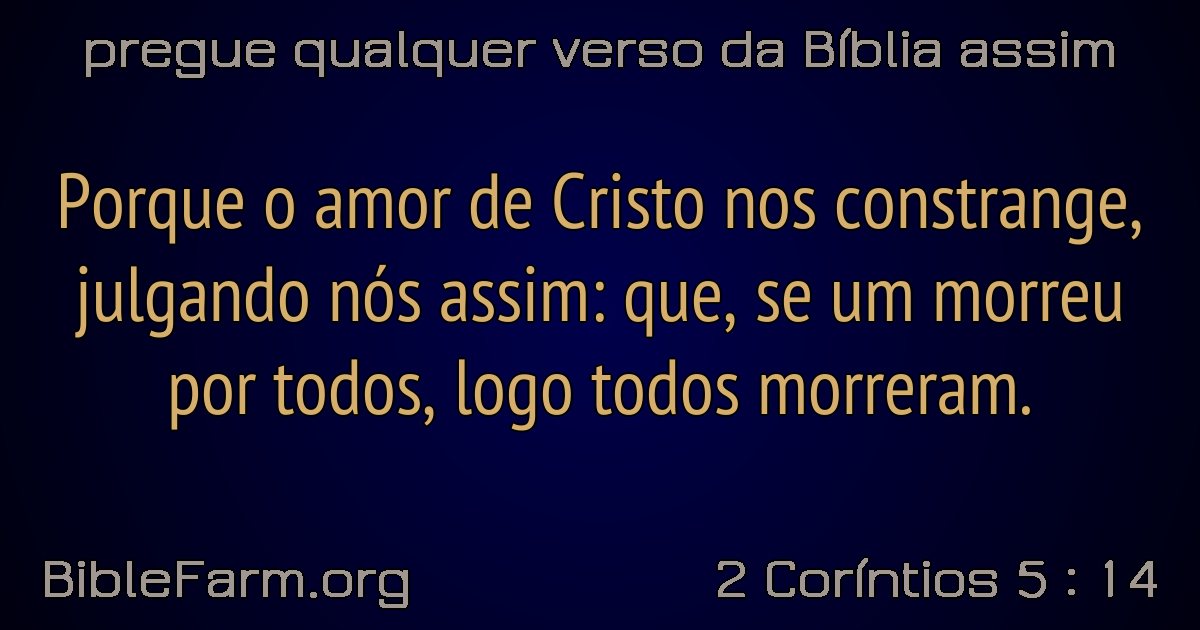 pregue qualquer verso da Bíblia assim
Porque o amor de Cristo nos constrange,
julgando nós assim: que, se um morreu
por todos, logo todos morreram.
BibleFarm.org
2 Coríntios 5 : 14